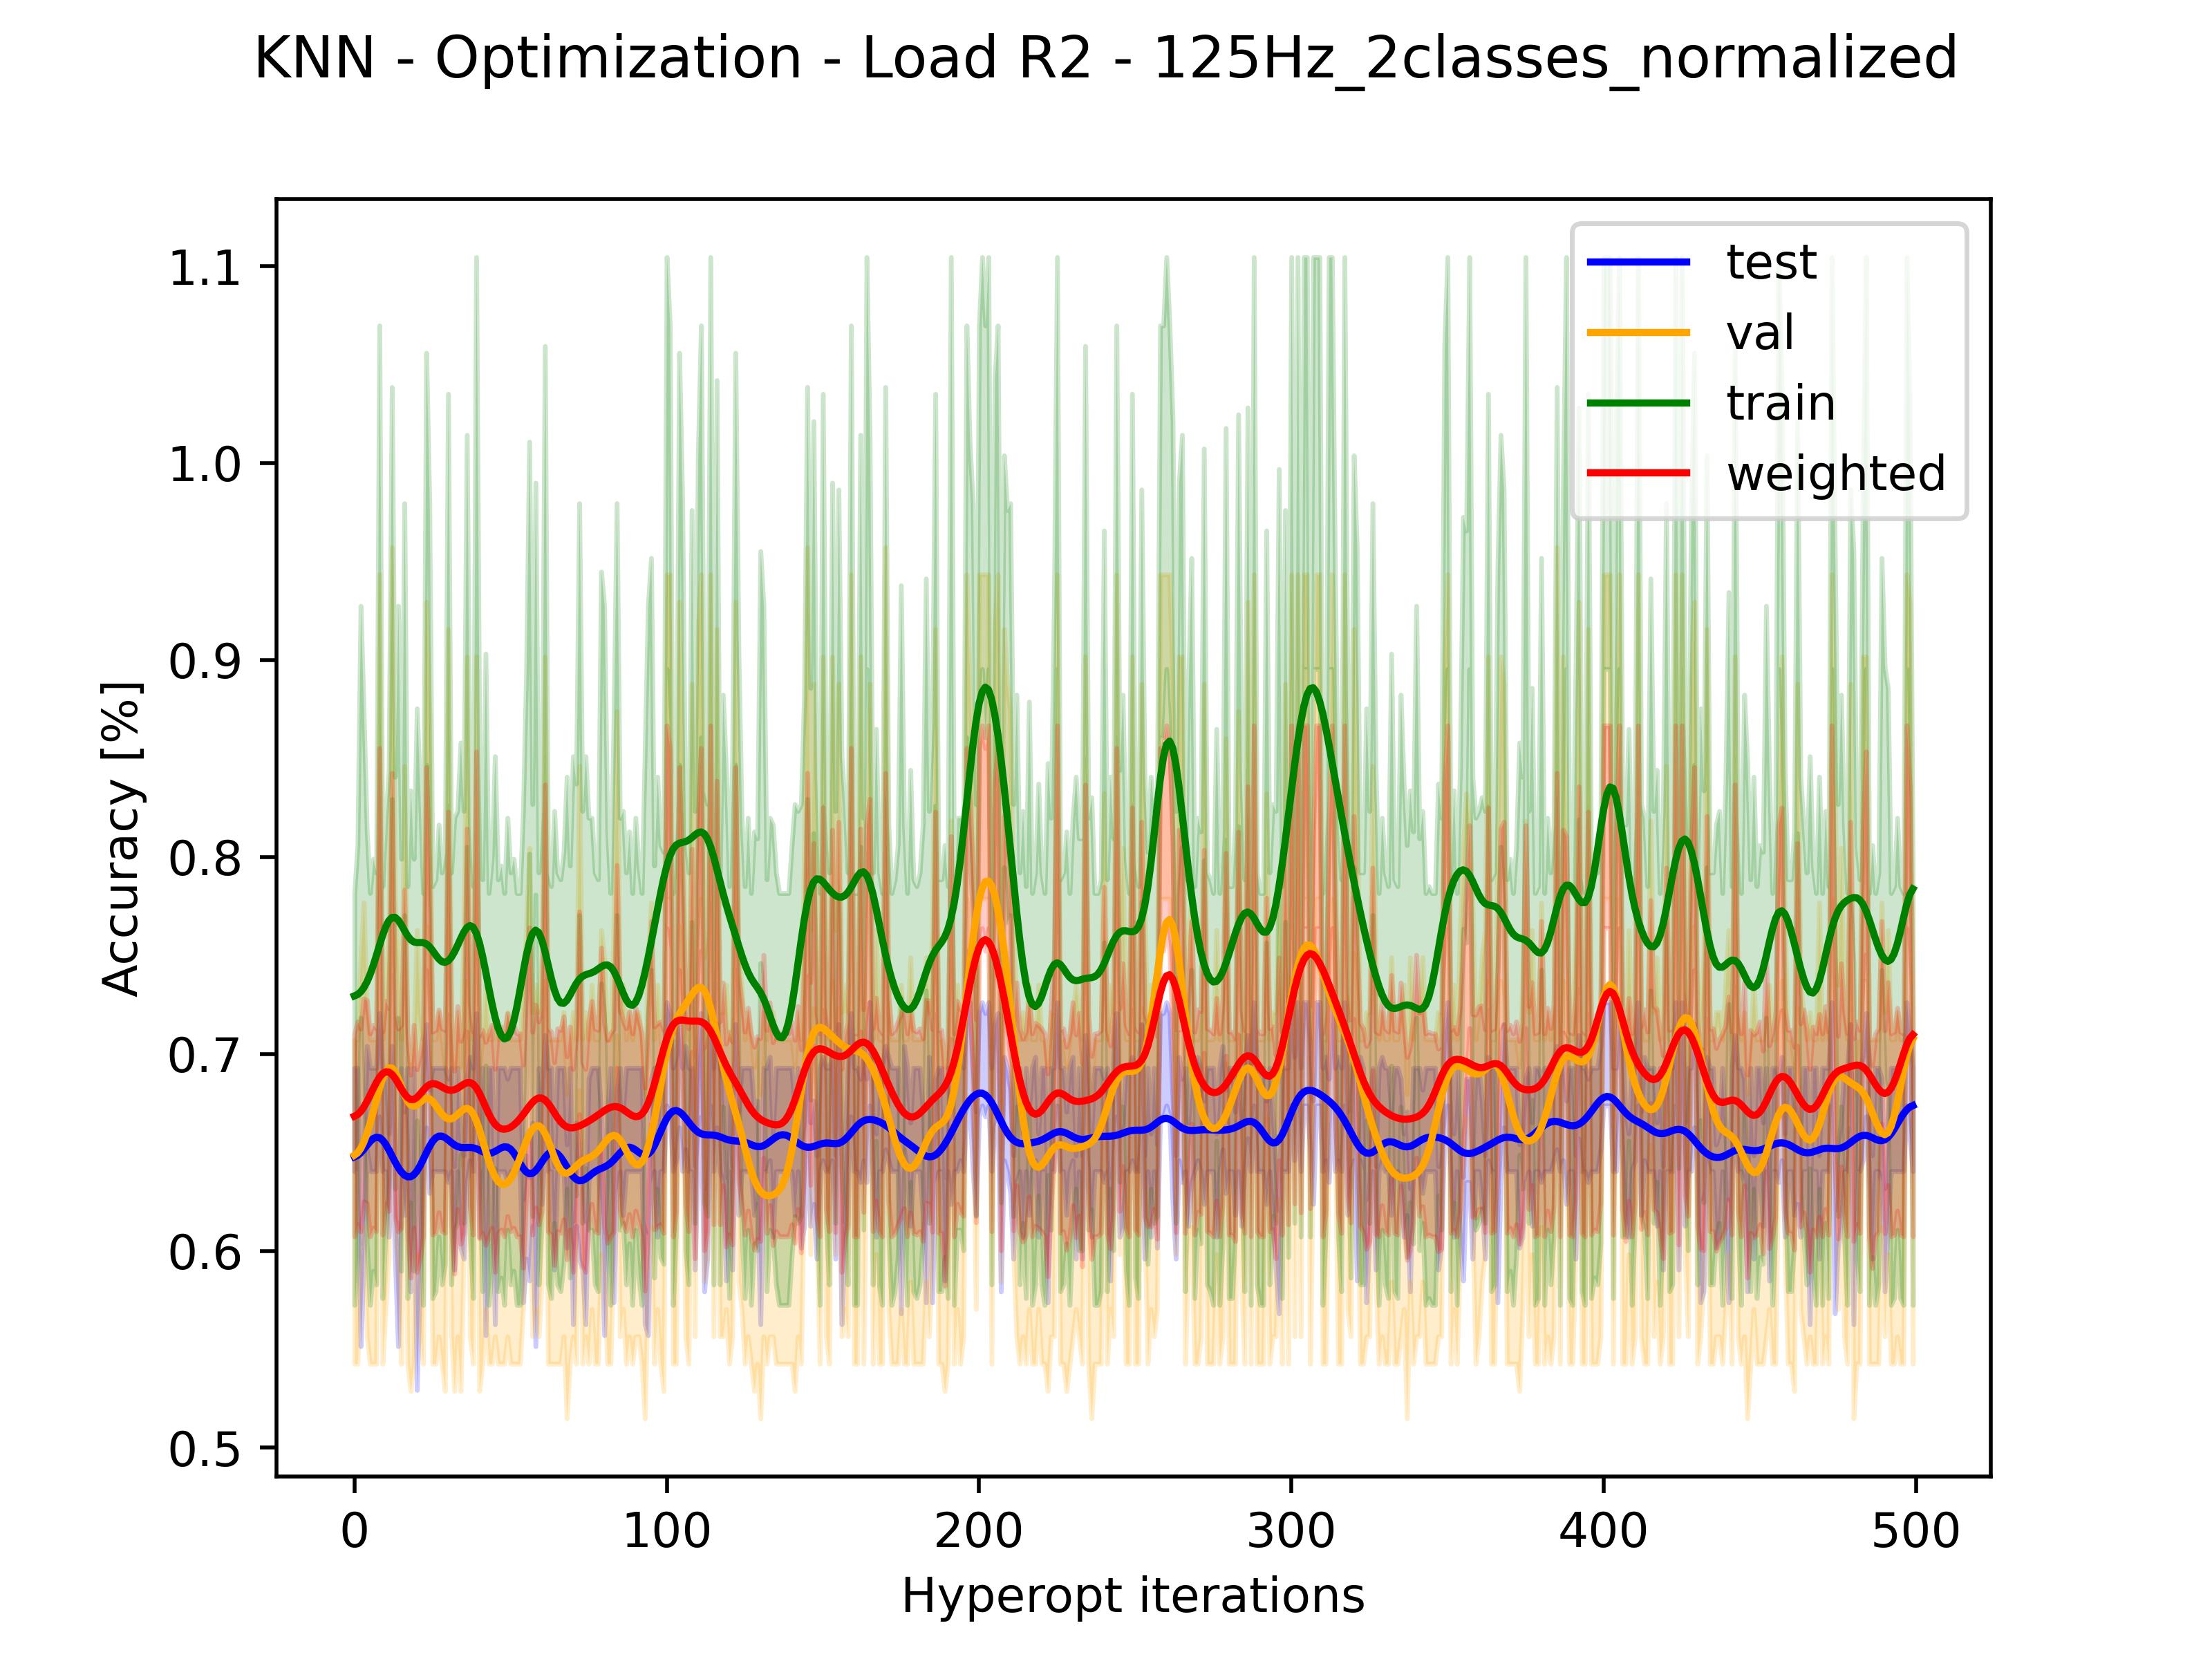 KNN - Optimization - Load R2 - 125Hz_2classes_normalized
test
val
train
weighted
1.1
1.0
0.9
0.8
0.7
0.6
0.5
Accuracy [%]
0 100 200 300 400 500
Hyperopt iterations